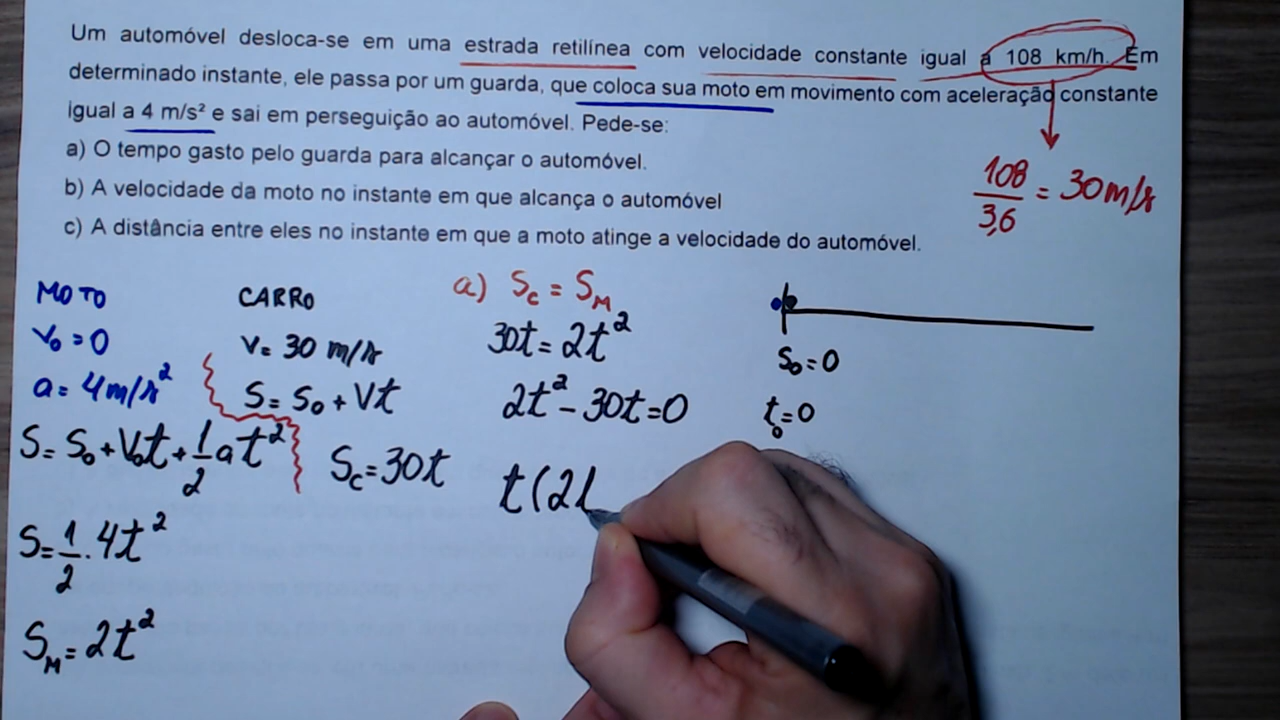 Um automóvel desloca-se em uma estrada retilínea com velocidade constante igual a 108 km/h. Em
determinado instante, ele passa por um guarda, que coloca sua moto em movimento com aceleração constante
igual a 4 m/s² e sai em perseguição ao automóvel. Pede-se:
a) O tempo gasto pelo guarda para alcançar o automóvel.
b) A velocidade da moto no instante em que alcança o automóvel
c) A distância entre eles no instante em que a moto atinge a velocidade do automóvel.
108/3,6 = 30 m/s
MOTO
V₀ = 0
a = 4 m/s²
S = S₀ + V₀t + 1/2 at²
S = 1/2 . 4t²
Sₘ = 2t²
CARRO
V = 30 m/s
S = S₀ + Vt
S_C = 30t
a) S_C = S_M
30t = 2t²
2t² - 30t = 0
t(2t
S₀ = 0
t₀ = 0